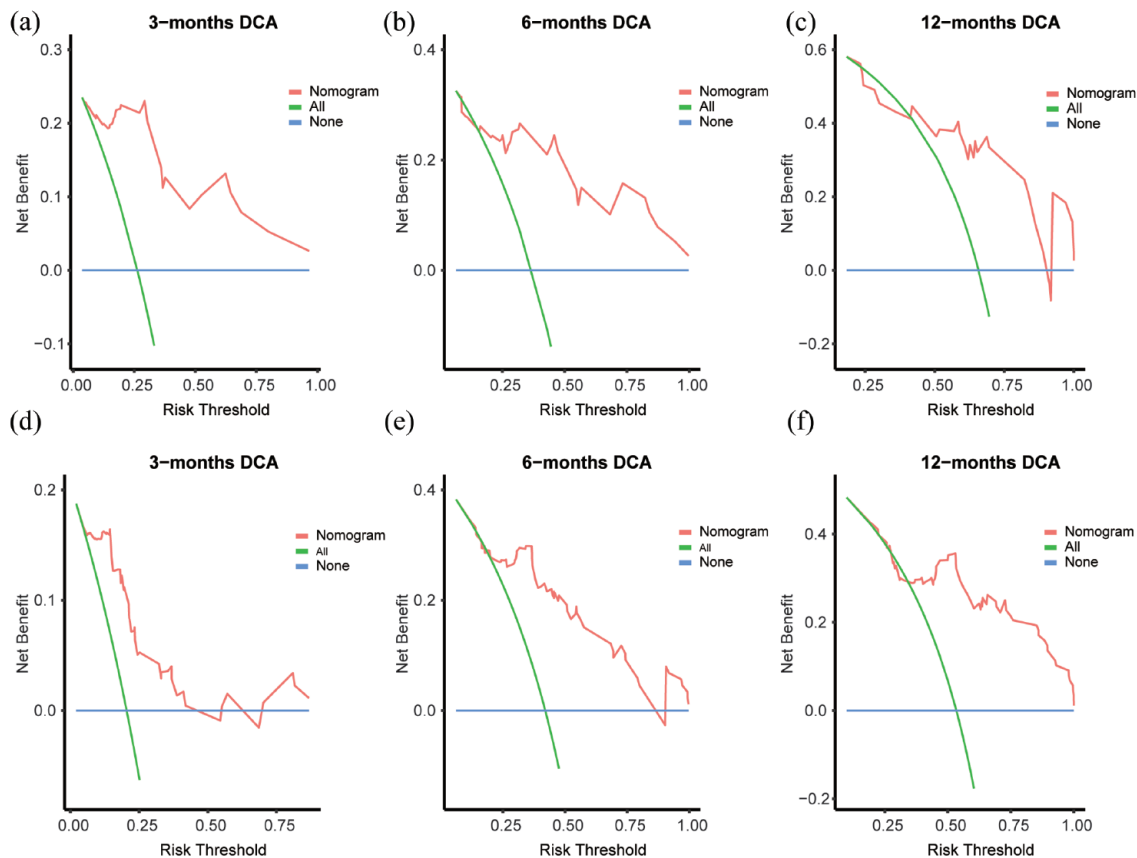 (a)
3-months DCA
0.3
0.2
0.1
0.0
−0.1
Net Benefit
0.00 0.25 0.50 0.75 1.00
Risk Threshold
Nomogram
All
None
(b)
6-months DCA
0.4
0.2
0.0
Net Benefit
0.25 0.50 0.75 1.00
Risk Threshold
Nomogram
All
None
(c)
12-months DCA
0.6
0.4
0.2
0.0
−0.2
Net Benefit
0.25 0.50 0.75 1.00
Risk Threshold
Nomogram
All
None
(d)
3-months DCA
0.2
0.1
0.0
Net Benefit
0.00 0.25 0.50 0.75
Risk Threshold
Nomogram
All
None
(e)
6-months DCA
0.4
0.2
0.0
Net Benefit
0.25 0.50 0.75 1.00
Risk Threshold
Nomogram
All
None
(f)
12-months DCA
0.4
0.2
0.0
−0.2
Net Benefit
0.25 0.50 0.75 1.00
Risk Threshold
Nomogram
All
None